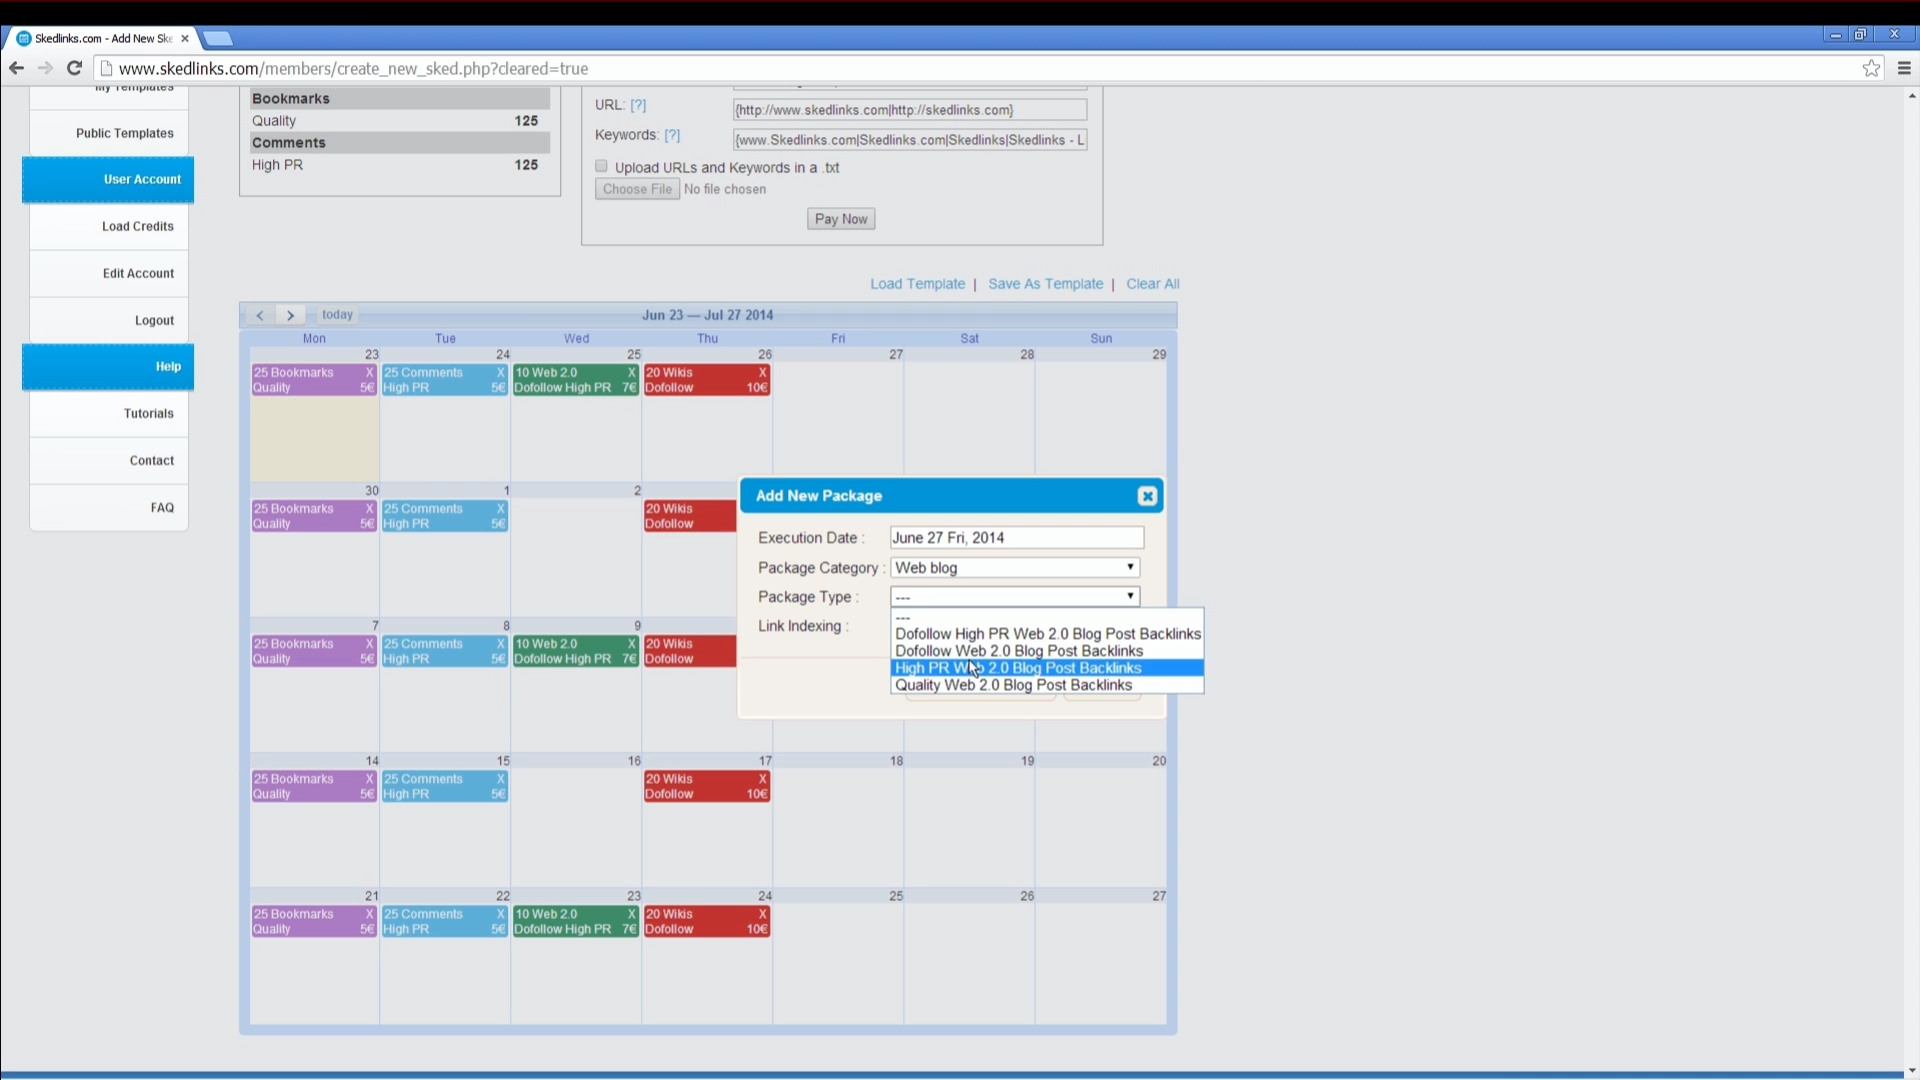 Skedlinks.com - Add New Ske
www.skedlinks.com/members/create_new_sked.php?cleared=true
My Templates
Public Templates
User Account
Load Credits
Edit Account
Logout
Help
Tutorials
Contact
FAQ
Bookmarks
Quality 125
Comments
High PR 125
URL: [?] {http://www.skedlinks.com|http://skedlinks.com}
Keywords: [?] {www.Skedlinks.com|Skedlinks.com|Skedlinks|Skedlinks - L
Upload URLs and Keywords in a .txt
Choose File No file chosen
Pay Now
Load Template | Save As Template | Clear All
< > today Jun 23 — Jul 27 2014
Mon Tue Wed Thu Fri Sat Sun
23 24 25 26 27 28 29
25 Bookmarks X 25 Comments X 10 Web 2.0 X 20 Wikis X
Quality 5€ High PR 5€ Dofollow High PR 7€ Dofollow 10€
30 1 2
25 Bookmarks X 25 Comments X 20 Wikis
Quality 5€ High PR 5€ Dofollow
7 8 9
25 Bookmarks X 25 Comments X 10 Web 2.0 X 20 Wikis
Quality 5€ High PR 5€ Dofollow High PR 7€ Dofollow
14 15 16 17 18 19 20
25 Bookmarks X 25 Comments X 20 Wikis X
Quality 5€ High PR 5€ Dofollow 10€
21 22 23 24 25 26 27
25 Bookmarks X 25 Comments X 10 Web 2.0 X 20 Wikis X
Quality 5€ High PR 5€ Dofollow High PR 7€ Dofollow 10€
Add New Package
Execution Date : June 27 Fri, 2014
Package Category : Web blog
Package Type : ---
Link Indexing :
---
Dofollow High PR Web 2.0 Blog Post Backlinks
Dofollow Web 2.0 Blog Post Backlinks
High PR Web 2.0 Blog Post Backlinks
Quality Web 2.0 Blog Post Backlinks